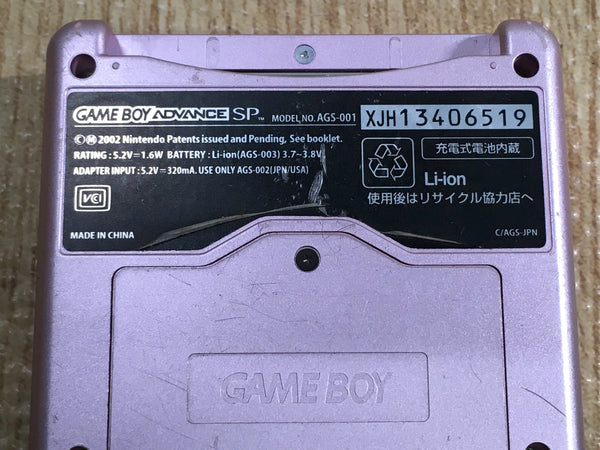 GAME BOY ADVANCE SP™ MODEL NO. AGS-001 XJH13406519
©Ⓜ 2002 Nintendo Patents issued and Pending, See booklet.
RATING : 5.2V⎓1.6W BATTERY : Li-ion(AGS-003) 3.7~3.8V
ADAPTER INPUT : 5.2V⎓320mA. USE ONLY AGS-002(JPN/USA)
VCI
MADE IN CHINA
充電式電池内蔵
Li-ion
使用後はリサイクル協力店へ
C/AGS-JPN
GAME BOY